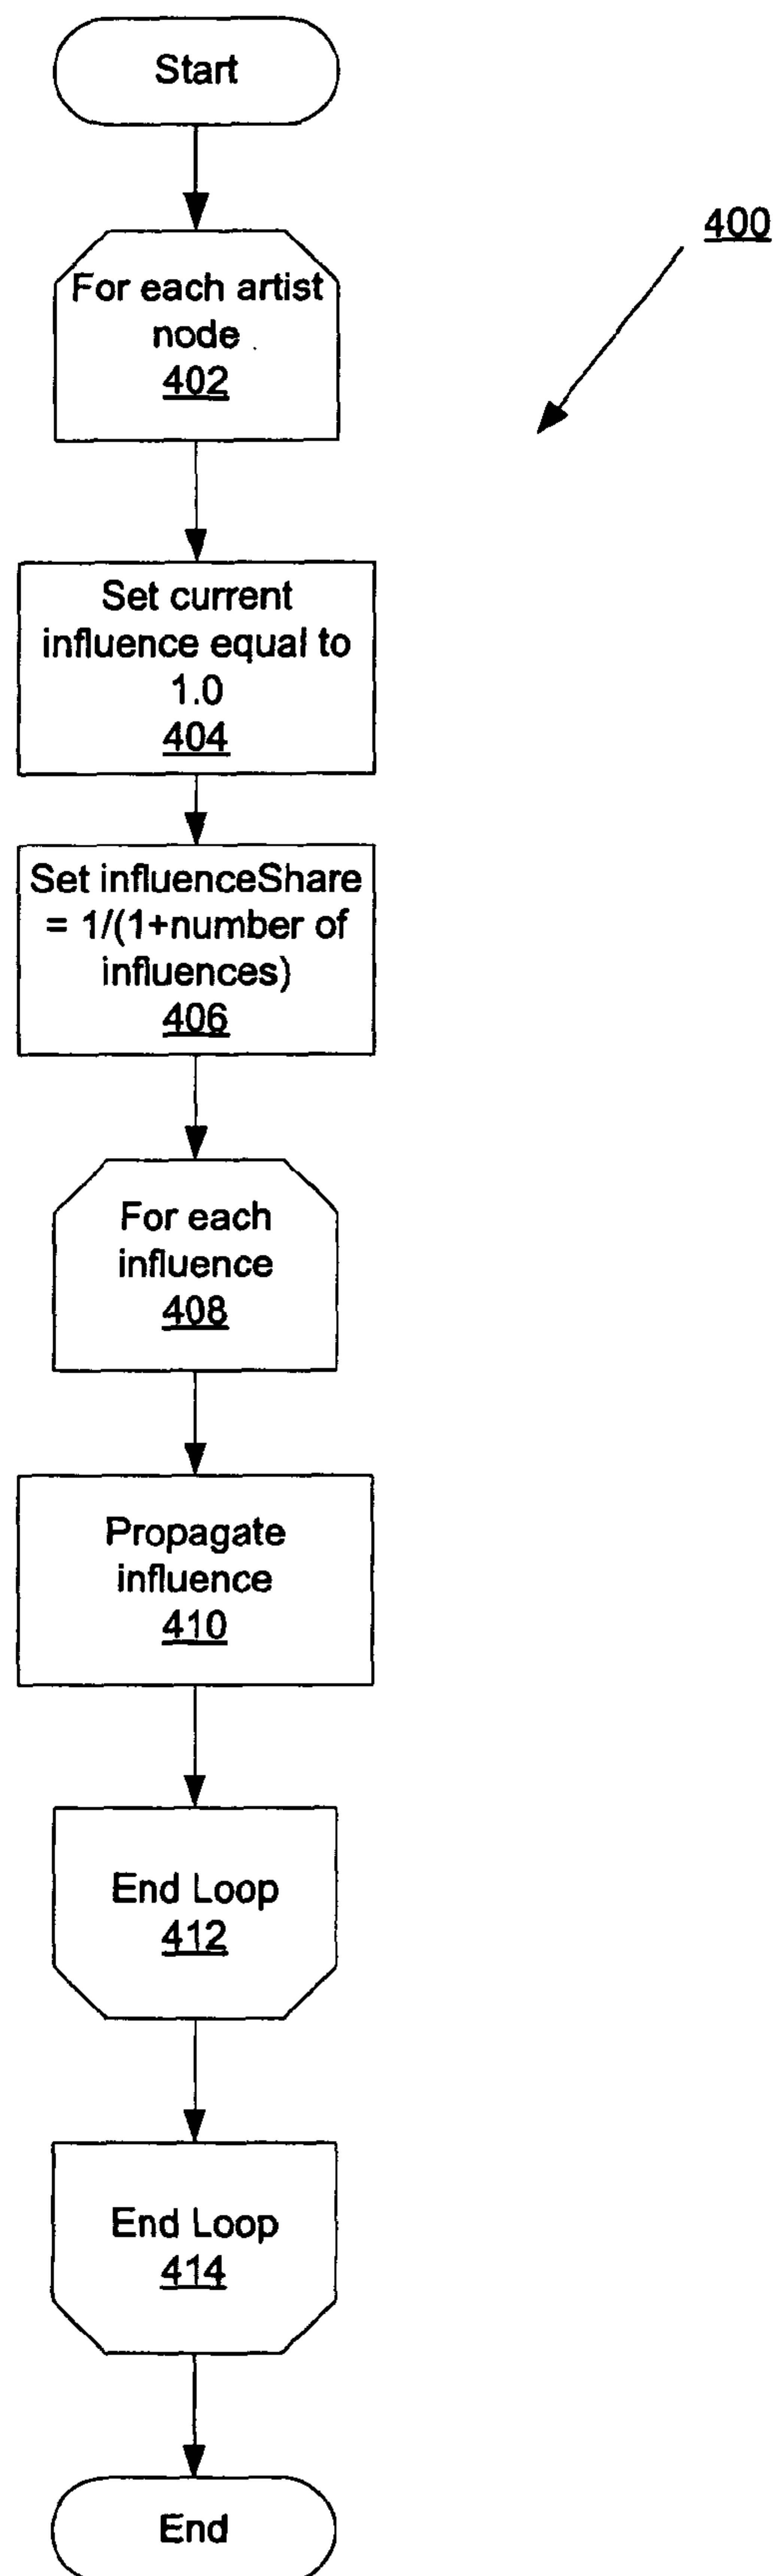 Start
400
For each artist
node
402
Set current
influence equal to
1.0
404
Set influenceShare
= 1/(1+number of
influences)
406
For each
influence
408
Propagate
influence
410
End Loop
412
End Loop
414
End